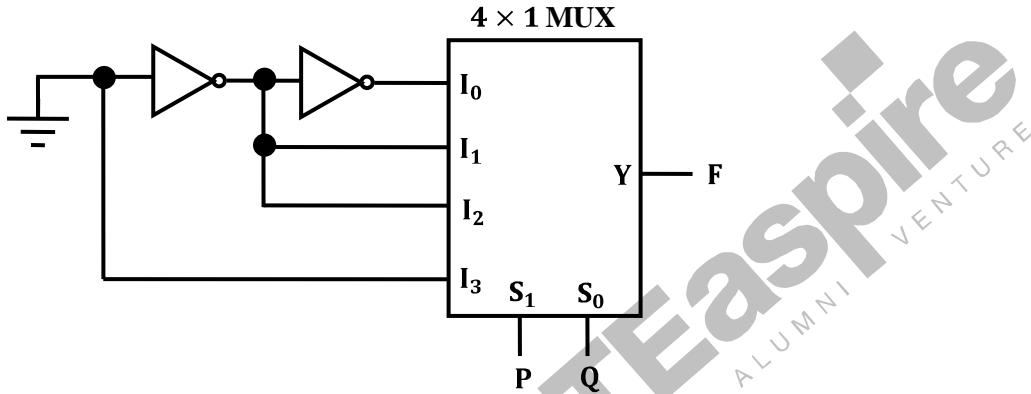 4 × 1 MUX
I₀
I₁
I₂
I₃
Y
F
S₁ S₀
P Q
TEaspire
ALUMNI VENTURE